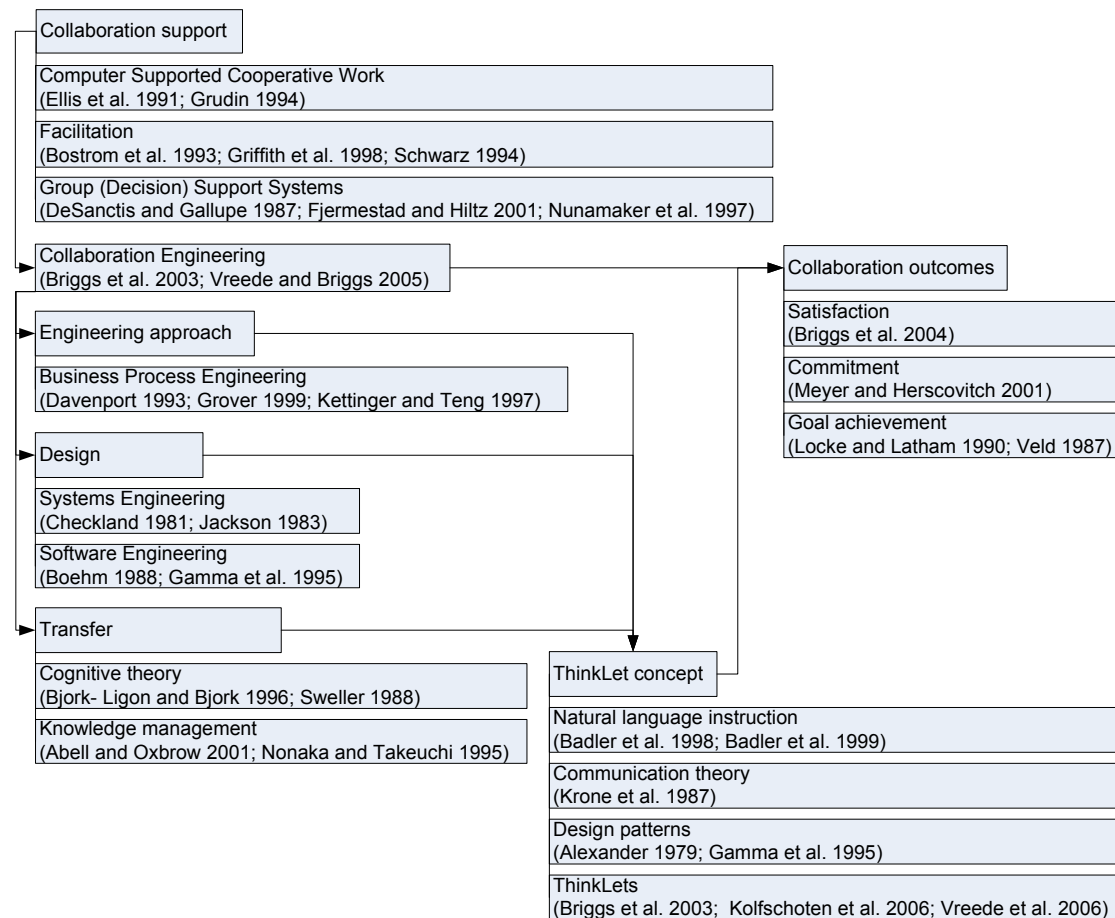 Collaboration support
Computer Supported Cooperative Work
(Ellis et al. 1991; Grudin 1994)
Facilitation
(Bostrom et al. 1993; Griffith et al. 1998; Schwarz 1994)
Group (Decision) Support Systems
(DeSanctis and Gallupe 1987; Fjermestad and Hiltz 2001; Nunamaker et al. 1997)
Collaboration Engineering
(Briggs et al. 2003; Vreede and Briggs 2005)
Engineering approach
Business Process Engineering
(Davenport 1993; Grover 1999; Kettinger and Teng 1997)
Design
Systems Engineering
(Checkland 1981; Jackson 1983)
Software Engineering
(Boehm 1988; Gamma et al. 1995)
Transfer
Cognitive theory
(Bjork- Ligon and Bjork 1996; Sweller 1988)
Knowledge management
(Abell and Oxbrow 2001; Nonaka and Takeuchi 1995)
Collaboration outcomes
Satisfaction
(Briggs et al. 2004)
Commitment
(Meyer and Herscovitch 2001)
Goal achievement
(Locke and Latham 1990; Veld 1987)
ThinkLet concept
Natural language instruction
(Badler et al. 1998; Badler et al. 1999)
Communication theory
(Krone et al. 1987)
Design patterns
(Alexander 1979; Gamma et al. 1995)
ThinkLets
(Briggs et al. 2003;  Kolfschoten et al. 2006; Vreede et al. 2006)